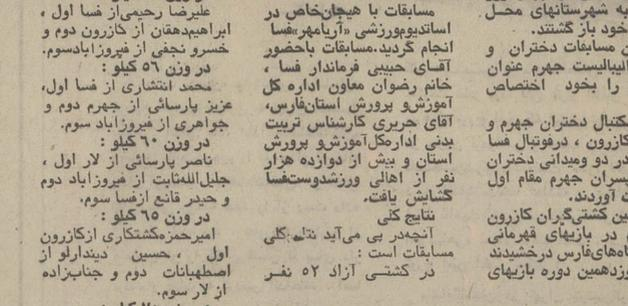 به شهرستانهای محل
خود باز گشتند.
مسابقات دختران و
والیبالیست جهرم عنوان
را بخود اختصاص
بسکتبال دختران جهرم و
کازرون ، درفوتبال فسا
در دو ومیدانی دختران
پسران جهرم مقام اول
آوردند.
کشتی‌گیران کازرون
در بازیهای قهرمانی
فارس درخشیدند
دوره بازیهای
مسابقات با هیجان‌خاص در
استادیوم‌ورزشی «آریامهر»فسا
انجام گردید.مسابقات باحضور
آقای حبیبی فرماندار فسا ،
خانم رضوان معاون اداره کل
آموزش‌و پرورش استان‌فارس،
آقای حریری کارشناس تربیت
بدنی اداره‌کل‌آموزش‌و پرورش
استان و بیش از دوازده هزار
نفر از اهالی ورزشدوست‌فسا
گشایش یافت.
نتایج کلی
آنچه‌در پی می‌آید نتایج کلی
مسابقات است :
در کشتی آزاد ۵۲ نفر
علیرضا رحیمی‌از فسا اول ،
ابراهیم‌دهقان از کازرون دوم و
خسرو نجفی از فیروزآبادسوم.
در وزن ۵۶ کیلو :
محمد انتشاری از فسا اول،
عزیز پارسائی از جهرم دوم و
جواهری از فیروزآباد سوم.
در وزن ۶۰ کیلو :
ناصر پارسائی از لار اول ،
جلیل‌الله‌ثابت از فیروزآباد دوم
و حیدر قانع ازفسا سوم.
در وزن ۶۵ کیلو :
امیرحمزه‌کشتکاری ازکازرون
اول ، حسین دیندارلو از
اصطهبانات دوم و جناب‌زاده
از لار سوم.